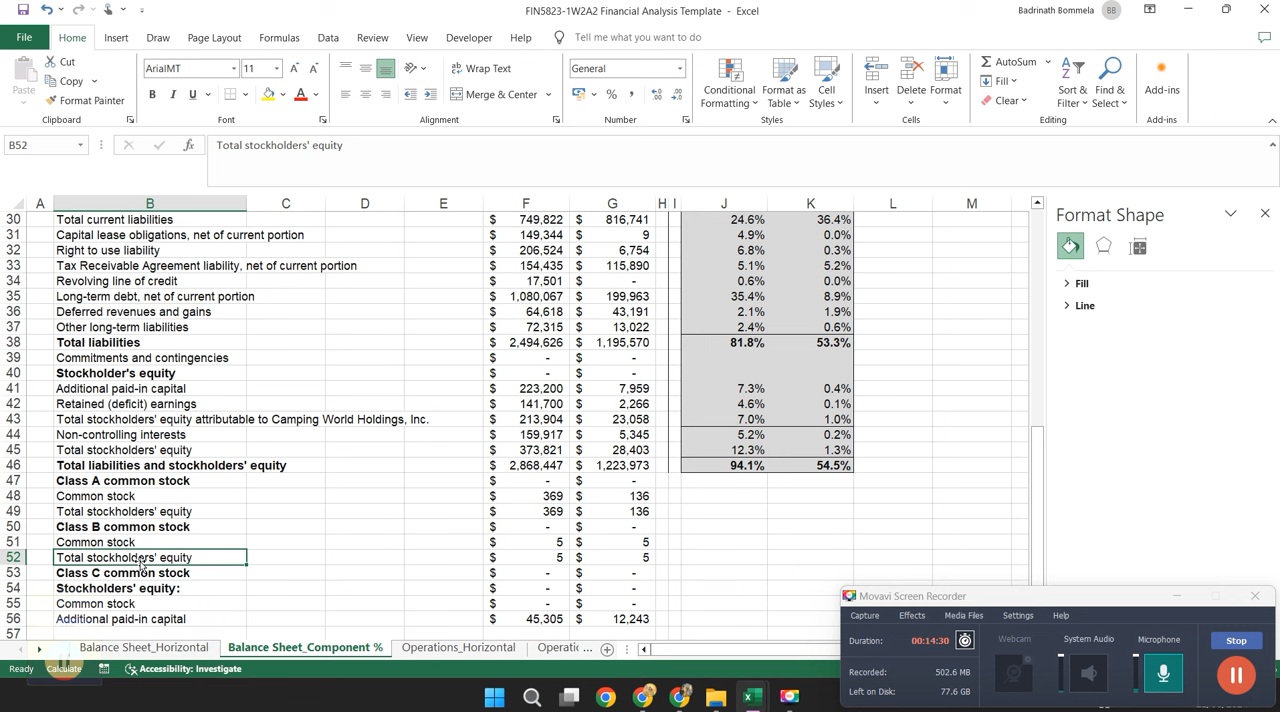 FIN5823-1W2A2 Financial Analysis Template - Excel
Badrinath Bommela BB
File Home Insert Draw Page Layout Formulas Data Review View Developer Help Tell me what you want to do
Paste
Cut
Copy
Format Painter
Clipboard
ArialMT 11
B I U
Font
Wrap Text
Merge & Center
Alignment
General
Number
Conditional Formatting
Format as Table
Cell Styles
Styles
Insert Delete Format
Cells
AutoSum
Fill
Clear
Sort & Filter
Find & Select
Editing
Add-ins
Add-ins
B52 fx Total stockholders' equity
A B C D E F G H I J K L M
30 Total current liabilities $ 749,822 $ 816,741 24.6% 36.4%
31 Capital lease obligations, net of current portion $ 149,344 $ 9 4.9% 0.0%
32 Right to use liability $ 206,524 $ 6,754 6.8% 0.3%
33 Tax Receivable Agreement liability, net of current portion $ 154,435 $ 115,890 5.1% 5.2%
34 Revolving line of credit $ 17,501 $ - 0.6% 0.0%
35 Long-term debt, net of current portion $ 1,080,067 $ 199,963 35.4% 8.9%
36 Deferred revenues and gains $ 64,618 $ 43,191 2.1% 1.9%
37 Other long-term liabilities $ 72,315 $ 13,022 2.4% 0.6%
38 Total liabilities $ 2,494,626 $ 1,195,570 81.8% 53.3%
39 Commitments and contingencies $ - $ -
40 Stockholder's equity $ - $ -
41 Additional paid-in capital $ 223,200 $ 7,959 7.3% 0.4%
42 Retained (deficit) earnings $ 141,700 $ 2,266 4.6% 0.1%
43 Total stockholders' equity attributable to Camping World Holdings, Inc. $ 213,904 $ 23,058 7.0% 1.0%
44 Non-controlling interests $ 159,917 $ 5,345 5.2% 0.2%
45 Total stockholders' equity $ 373,821 $ 28,403 12.3% 1.3%
46 Total liabilities and stockholders' equity $ 2,868,447 $ 1,223,973 94.1% 54.5%
47 Class A common stock $ - $ -
48 Common stock $ 369 $ 136
49 Total stockholders' equity $ 369 $ 136
50 Class B common stock $ - $ -
51 Common stock $ 5 $ 5
52 Total stockholders' equity $ 5 $ 5
53 Class C common stock $ - $ -
54 Stockholders' equity: $ - $ -
55 Common stock $ - $ -
56 Additional paid-in capital $ 45,305 $ 12,243
57
Format Shape
Fill
Line
Balance Sheet_Horizontal Balance Sheet_Component % Operations_Horizontal Operatic ...
Ready Calculate Accessibility: Investigate
Movavi Screen Recorder
Capture Effects Media Files Settings Help
Duration: 00:14:30
Recorded: 502.6 MB
Left on Disk: 77.6 GB
Webcam System Audio Microphone
Stop